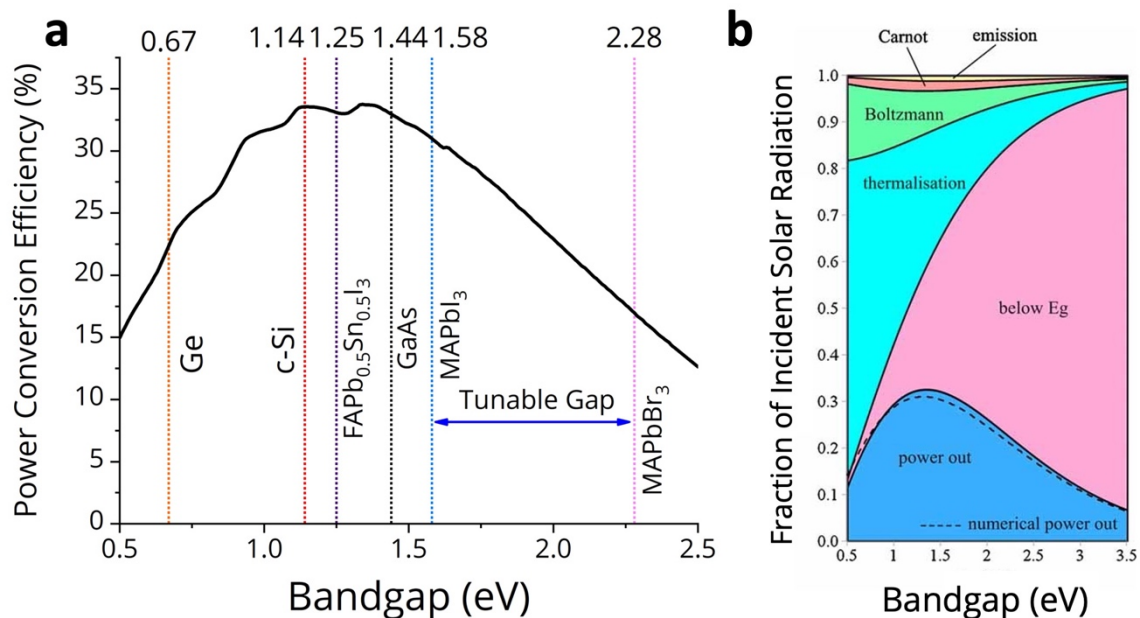 a
0.67 1.14 1.25 1.44 1.58 2.28
Power Conversion Efficiency (%)
35
30
25
20
15
10
5
0
Ge
c-Si
FAPb0.5Sn0.5I3
GaAs
MAPbI3
Tunable Gap
MAPbBr3
0.5 1.0 1.5 2.0 2.5
Bandgap (eV)
b
Carnot
emission
Fraction of Incident Solar Radiation
1.0
0.9
0.8
0.7
0.6
0.5
0.4
0.3
0.2
0.1
0.0
Boltzmann
thermalisation
below Eg
power out
numerical power out
0.5 1 1.5 2 2.5 3 3.5
Bandgap (eV)